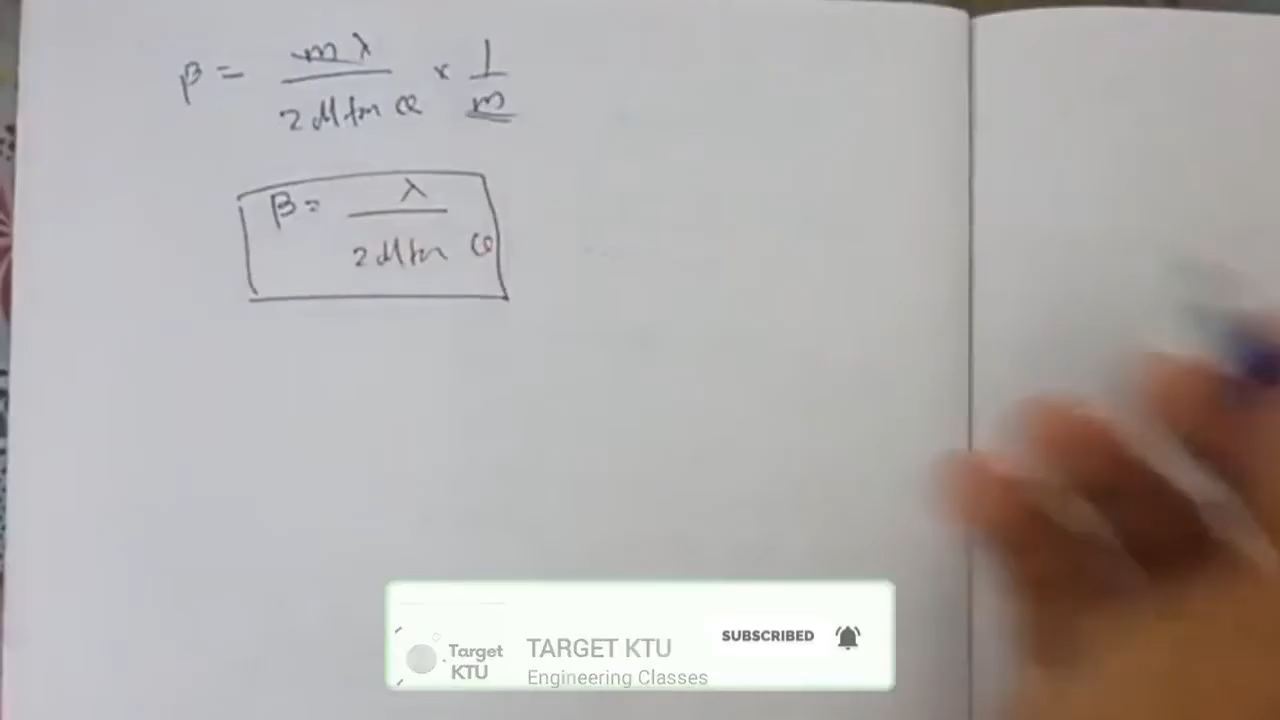 β = mλ / 2μ tan α × 1/m
β = λ / 2μ tan α
Target KTU
TARGET KTU
Engineering Classes
SUBSCRIBED